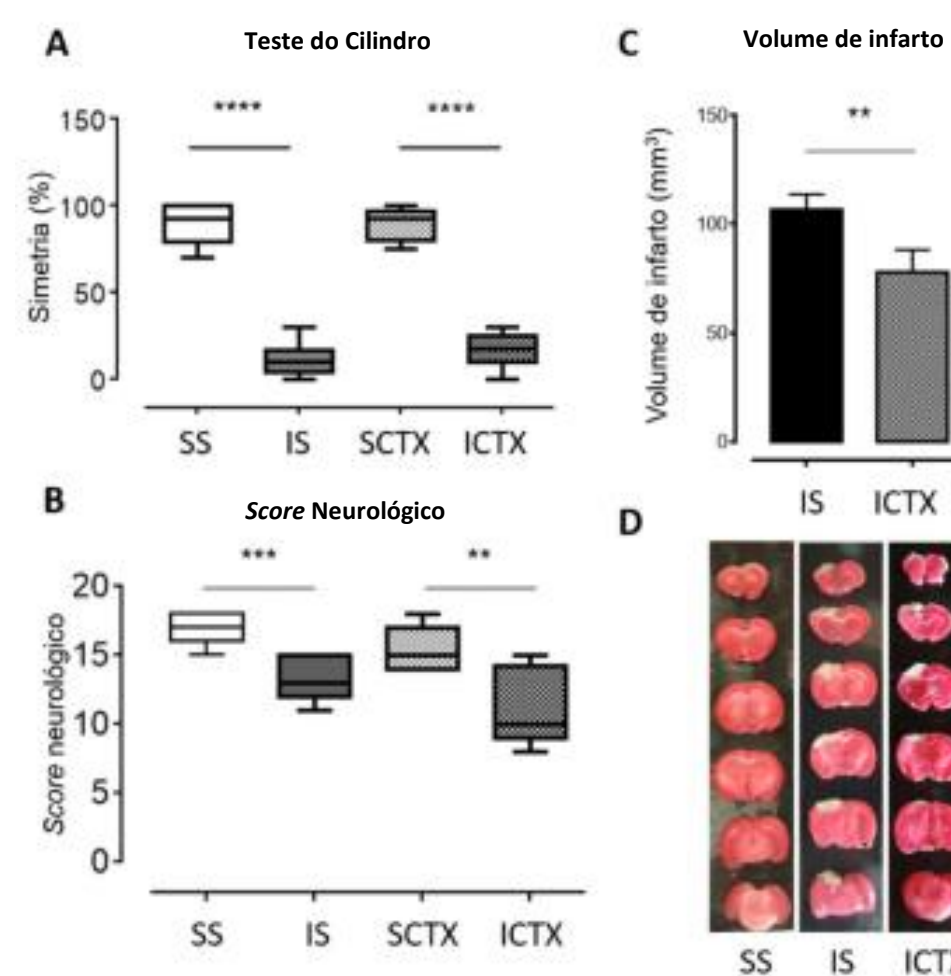 A
Teste do Cilindro
****
****
150
100
50
0
Simetria (%)
SS IS SCTX ICTX
B
Score Neurológico
***
**
20
15
10
5
0
Score neurológico
SS IS SCTX ICTX
C
Volume de infarto
**
150
100
50
0
Volume de infarto (mm³)
IS ICTX
D
SS IS ICT